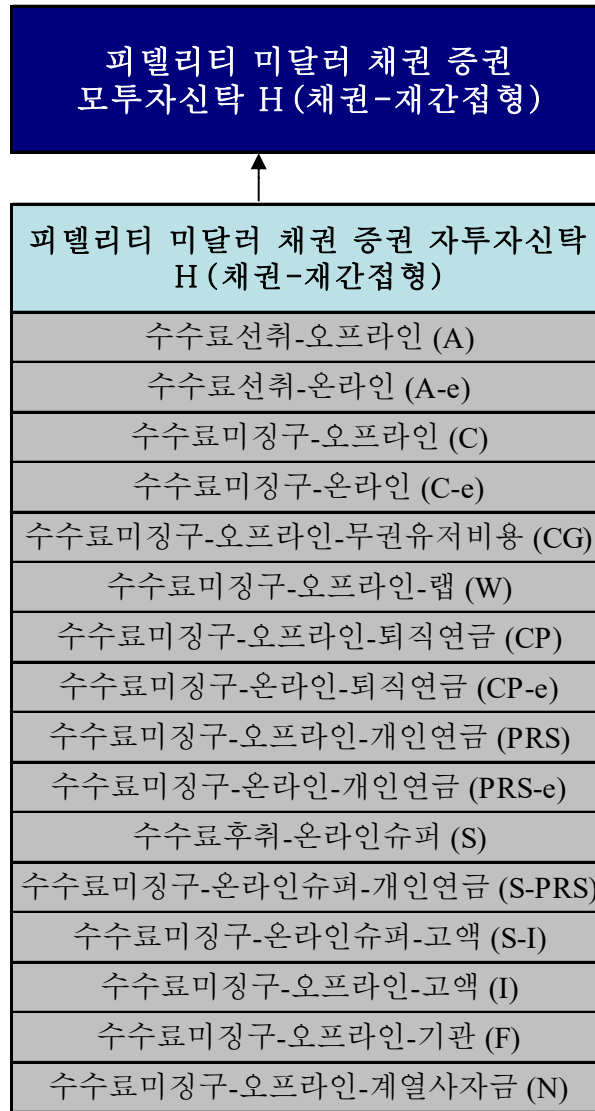 피델리티 미달러 채권 증권
모투자신탁 H(채권-재간접형)
피델리티 미달러 채권 증권 자투자신탁
H(채권-재간접형)
수수료선취-오프라인 (A)
수수료선취-온라인 (A-e)
수수료미징구-오프라인 (C)
수수료미징구-온라인 (C-e)
수수료미징구-오프라인-무권유저비용 (CG)
수수료미징구-오프라인-랩 (W)
수수료미징구-오프라인-퇴직연금 (CP)
수수료미징구-온라인-퇴직연금 (CP-e)
수수료미징구-오프라인-개인연금 (PRS)
수수료미징구-온라인-개인연금 (PRS-e)
수수료후취-온라인슈퍼 (S)
수수료미징구-온라인슈퍼-개인연금 (S-PRS)
수수료미징구-온라인슈퍼-고액 (S-I)
수수료미징구-오프라인-고액 (I)
수수료미징구-오프라인-기관 (F)
수수료미징구-오프라인-계열사자금 (N)